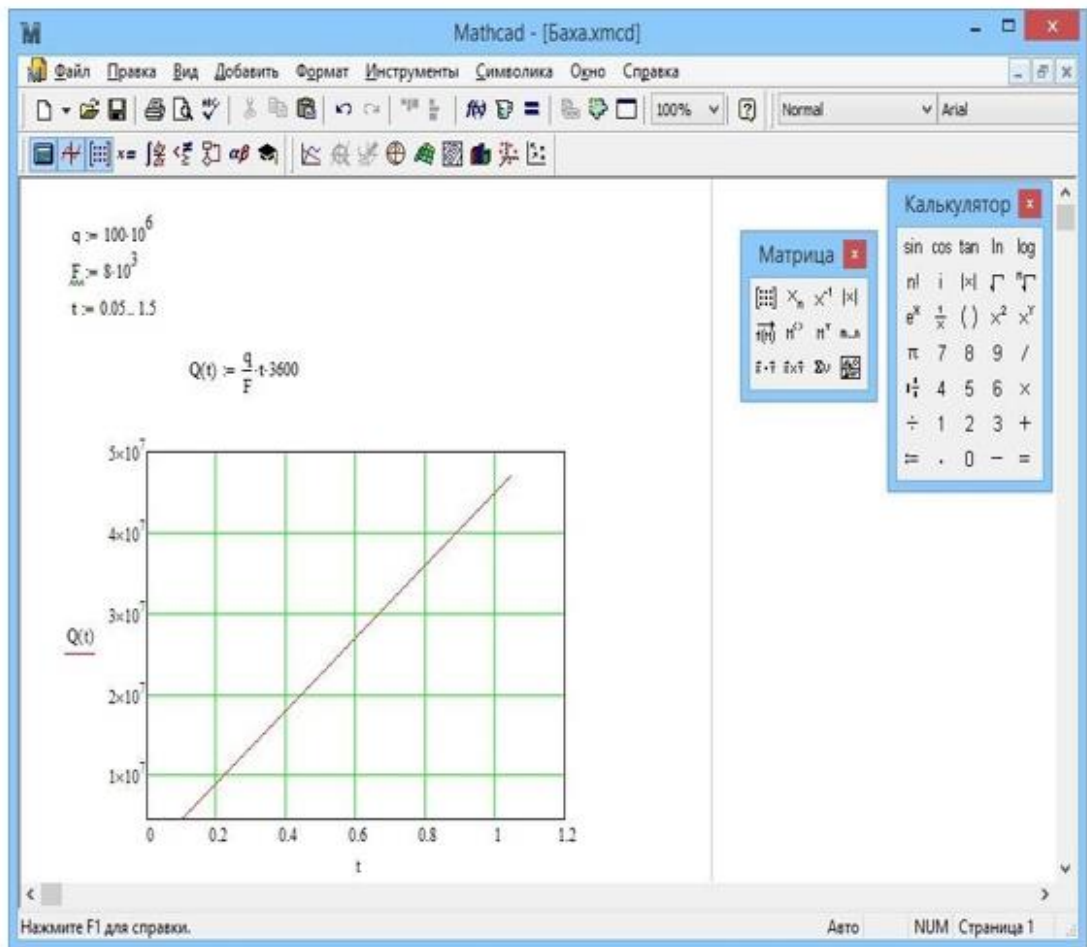 Mathcad - [Баха.xmcd]
Файл Правка Вид Добавить Формат Инструменты Символика Окно Справка
100% Normal Arial
q := 100·10^6
F := 8·10^3
t := 0.05.. 1.5
Q(t) := q/F·t·3600
Матрица
Калькулятор
sin cos tan ln log
n! i |x|
e^x 1/x ( ) x^2 x^Y
π 7 8 9 /
4 5 6 ×
÷ 1 2 3 +
:= . 0 − =
5×10^7
4×10^7
3×10^7
Q(t)
2×10^7
1×10^7
0 0.2 0.4 0.6 0.8 1 1.2
t
Нажмите F1 для справки. Авто NUM Страница 1